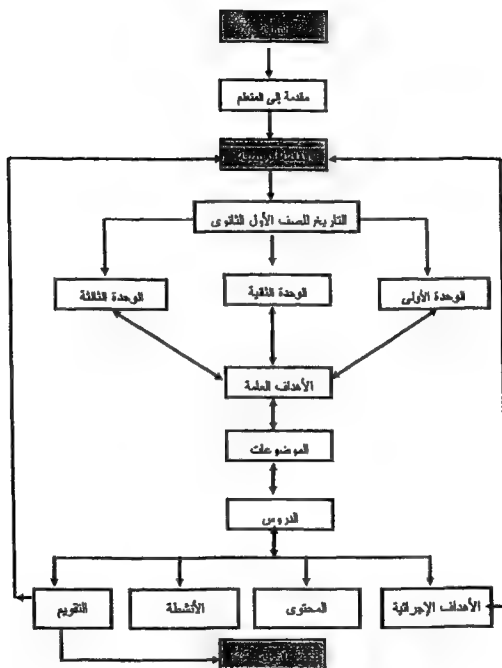 مقدمة إلى المتعلم
التاريخ للصف الأول الثانوى
الوحدة الأولى
الوحدة الثانية
الوحدة الثالثة
الأهداف العامة
الموضوعات
الدروس
الأهداف الإجرائية
المحتوى
الأنشطة
التقويم